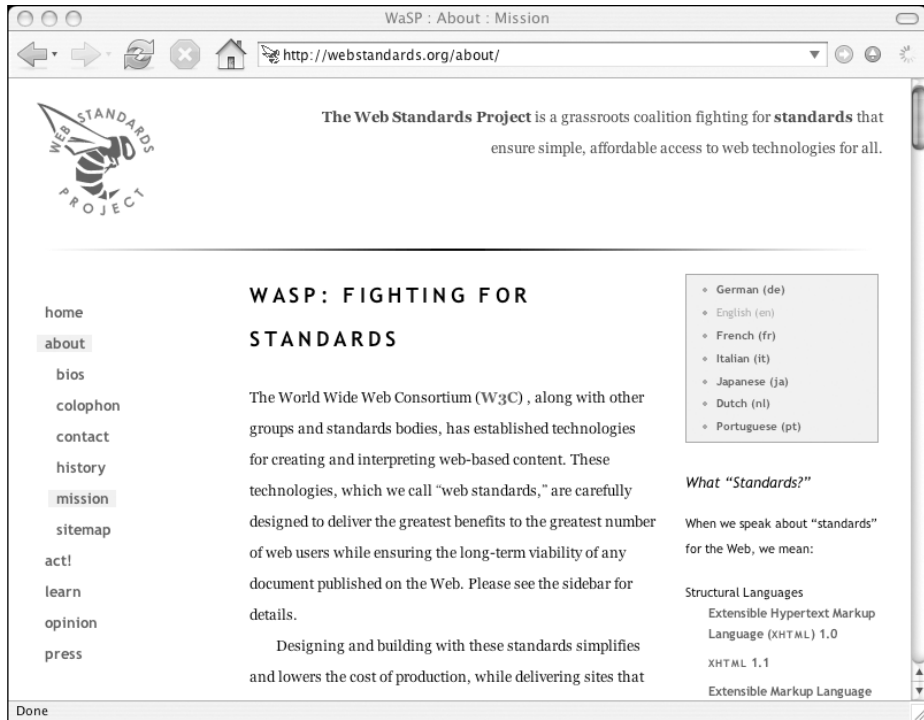 WaSP : About : Mission
http://webstandards.org/about/
WEB STANDARDS
PROJECT
The Web Standards Project is a grassroots coalition fighting for standards that
ensure simple, affordable access to web technologies for all.
home
about
bios
colophon
contact
history
mission
sitemap
act!
learn
opinion
press
WASP: FIGHTING FOR
STANDARDS
The World Wide Web Consortium (W3C) , along with other
groups and standards bodies, has established technologies
for creating and interpreting web-based content. These
technologies, which we call “web standards,” are carefully
designed to deliver the greatest benefits to the greatest number
of web users while ensuring the long-term viability of any
document published on the Web. Please see the sidebar for
details.
Designing and building with these standards simplifies
and lowers the cost of production, while delivering sites that
German (de)
English (en)
French (fr)
Italian (it)
Japanese (ja)
Dutch (nl)
Portuguese (pt)
What “Standards?”
When we speak about “standards”
for the Web, we mean:
Structural Languages
Extensible Hypertext Markup
Language (XHTML) 1.0
XHTML 1.1
Extensible Markup Language
Done